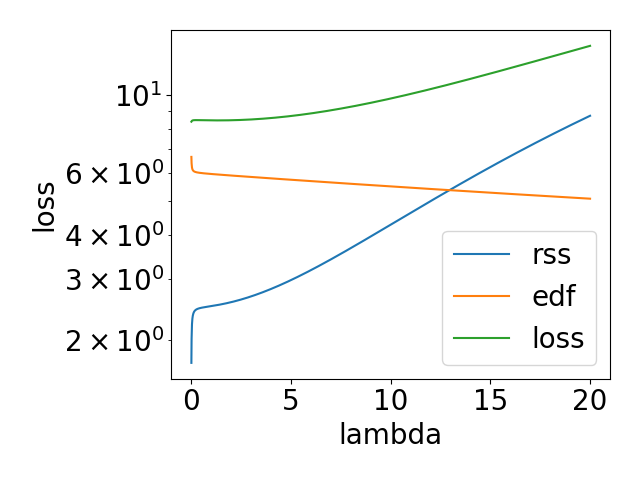 10¹
6 × 10⁰
4 × 10⁰
3 × 10⁰
2 × 10⁰
loss
rss
edf
loss
0 5 10 15 20
lambda